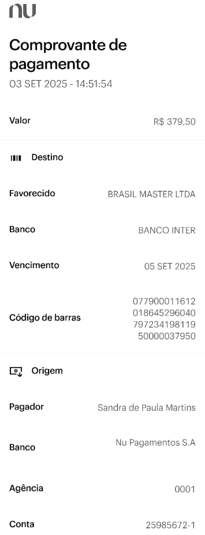 nu
Comprovante de
pagamento
03 SET 2025 - 14:51:54
Valor R$ 379,50
Destino
Favorecido BRASIL MASTER LTDA
Banco BANCO INTER
Vencimento 05 SET 2025
Código de barras 077900011612
018645296040
797234198119
50000037950
Origem
Pagador Sandra de Paula Martins
Banco Nu Pagamentos S.A
Agência 0001
Conta 25985672-1